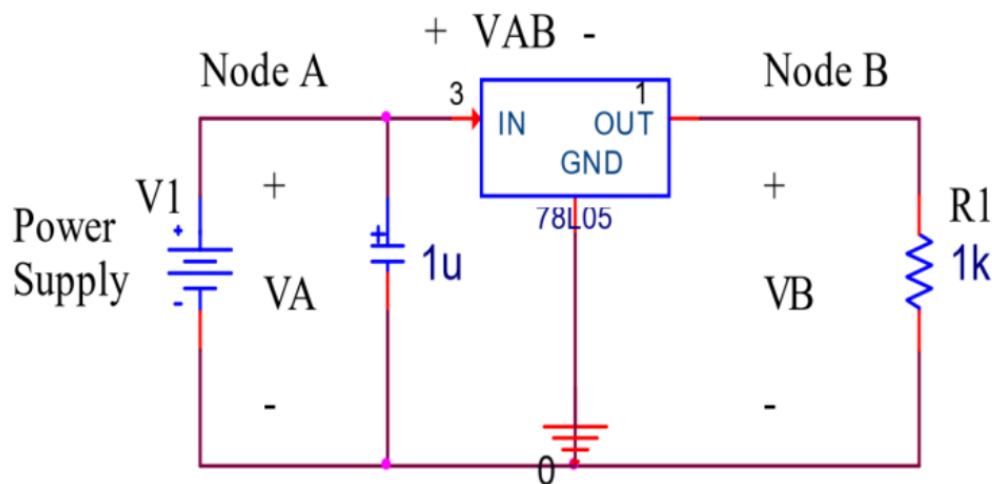 + VAB -
Node A
3
1
Node B
IN OUT
GND
78L05
V1
+
+
R1
Power
Supply
+
-
+
1u
VA
VB
1k
-
-
0